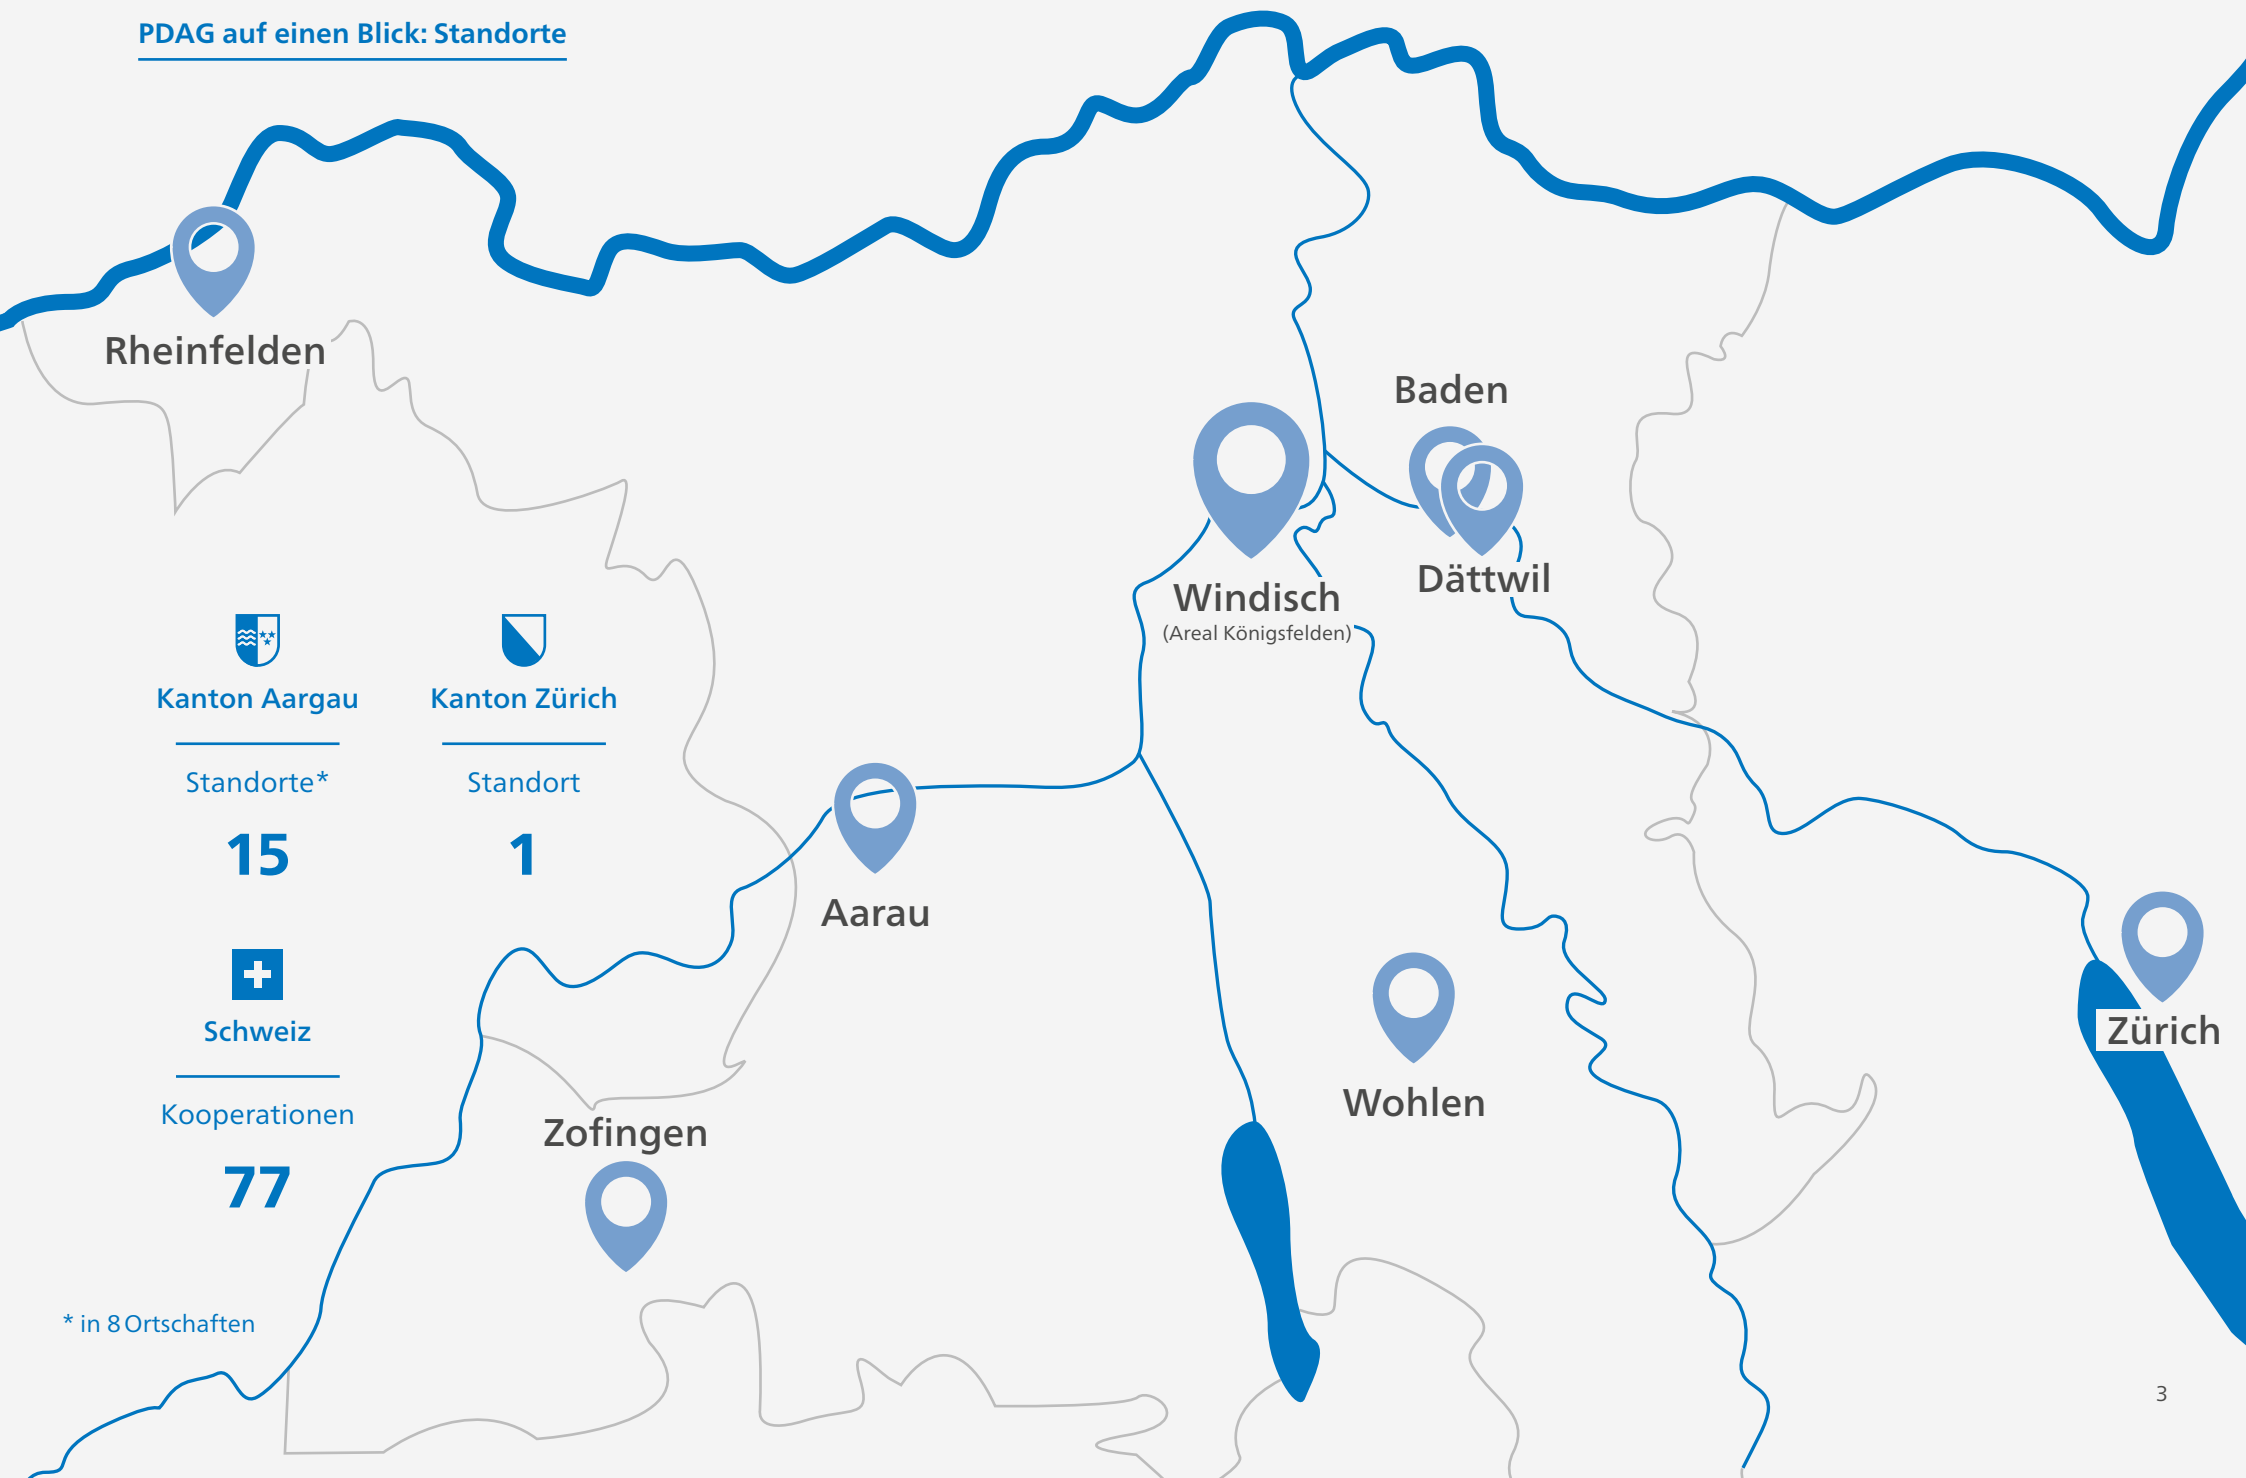 PDAG auf einen Blick: Standorte
Rheinfelden
Baden
Dättwil
Windisch
(Areal Königsfelden)
Kanton Aargau
Standorte*
15
Kanton Zürich
Standort
1
Aarau
Schweiz
Kooperationen
77
Zürich
Wohlen
Zofingen
* in 8 Ortschaften
3